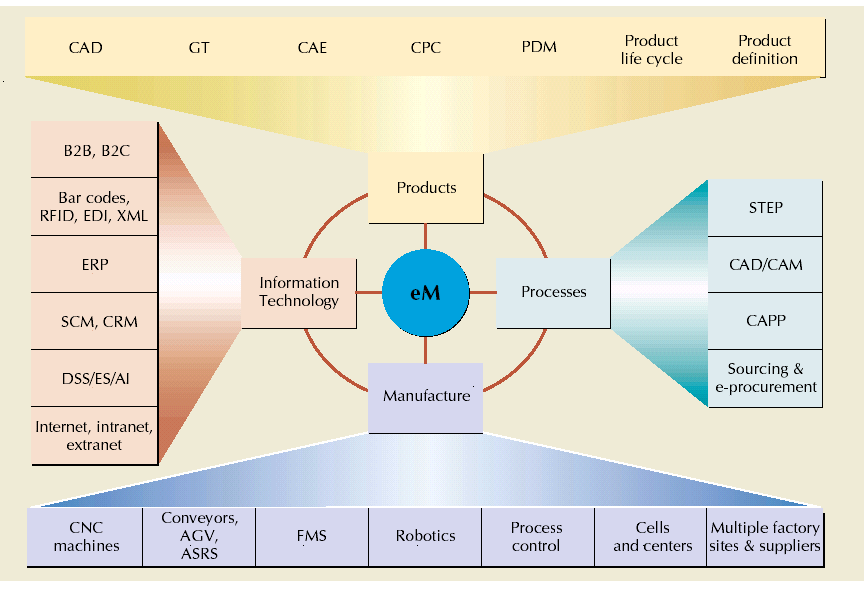 CAD
GT
CAE
CPC
PDM
Product
life cycle
Product
definition
B2B, B2C
Bar codes,
RFID, EDI, XML
ERP
SCM, CRM
DSS/ES/AI
Internet, intranet,
extranet
Products
Information
Technology
eM
Processes
Manufacture
STEP
CAD/CAM
CAPP
Sourcing &
e-procurement
CNC
machines
Conveyors,
AGV,
ASRS
FMS
Robotics
Process
control
Cells
and centers
Multiple factory
sites & suppliers